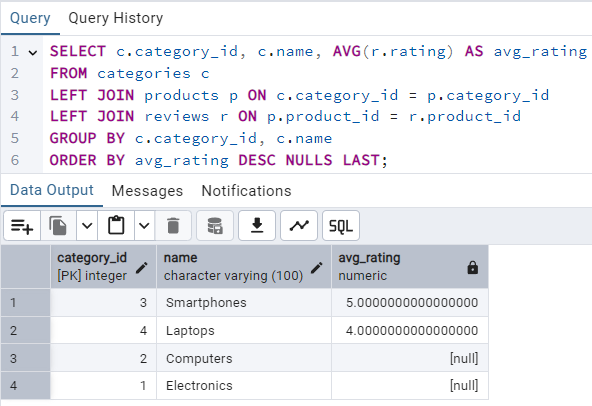 Query Query History
1 SELECT c.category_id, c.name, AVG(r.rating) AS avg_rating
2 FROM categories c
3 LEFT JOIN products p ON c.category_id = p.category_id
4 LEFT JOIN reviews r ON p.product_id = r.product_id
5 GROUP BY c.category_id, c.name
6 ORDER BY avg_rating DESC NULLS LAST;
Data Output Messages Notifications
SQL
category_id name avg_rating
[PK] integer character varying (100) numeric
1 3 Smartphones 5.0000000000000000
2 4 Laptops 4.0000000000000000
3 2 Computers [null]
4 1 Electronics [null]